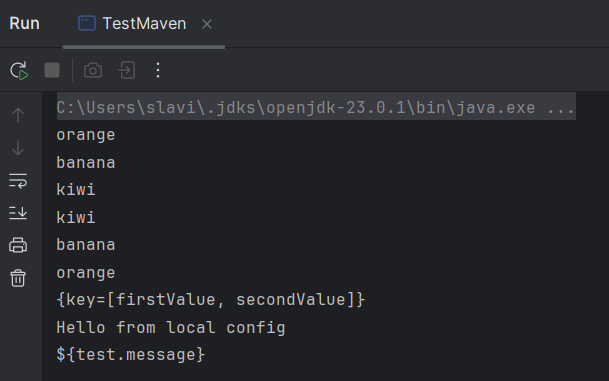 Run TestMaven
C:\Users\slavi\.jdks\openjdk-23.0.1\bin\java.exe ...
orange
banana
kiwi
kiwi
banana
orange
{key=[firstValue, secondValue]}
Hello from local config
${test.message}